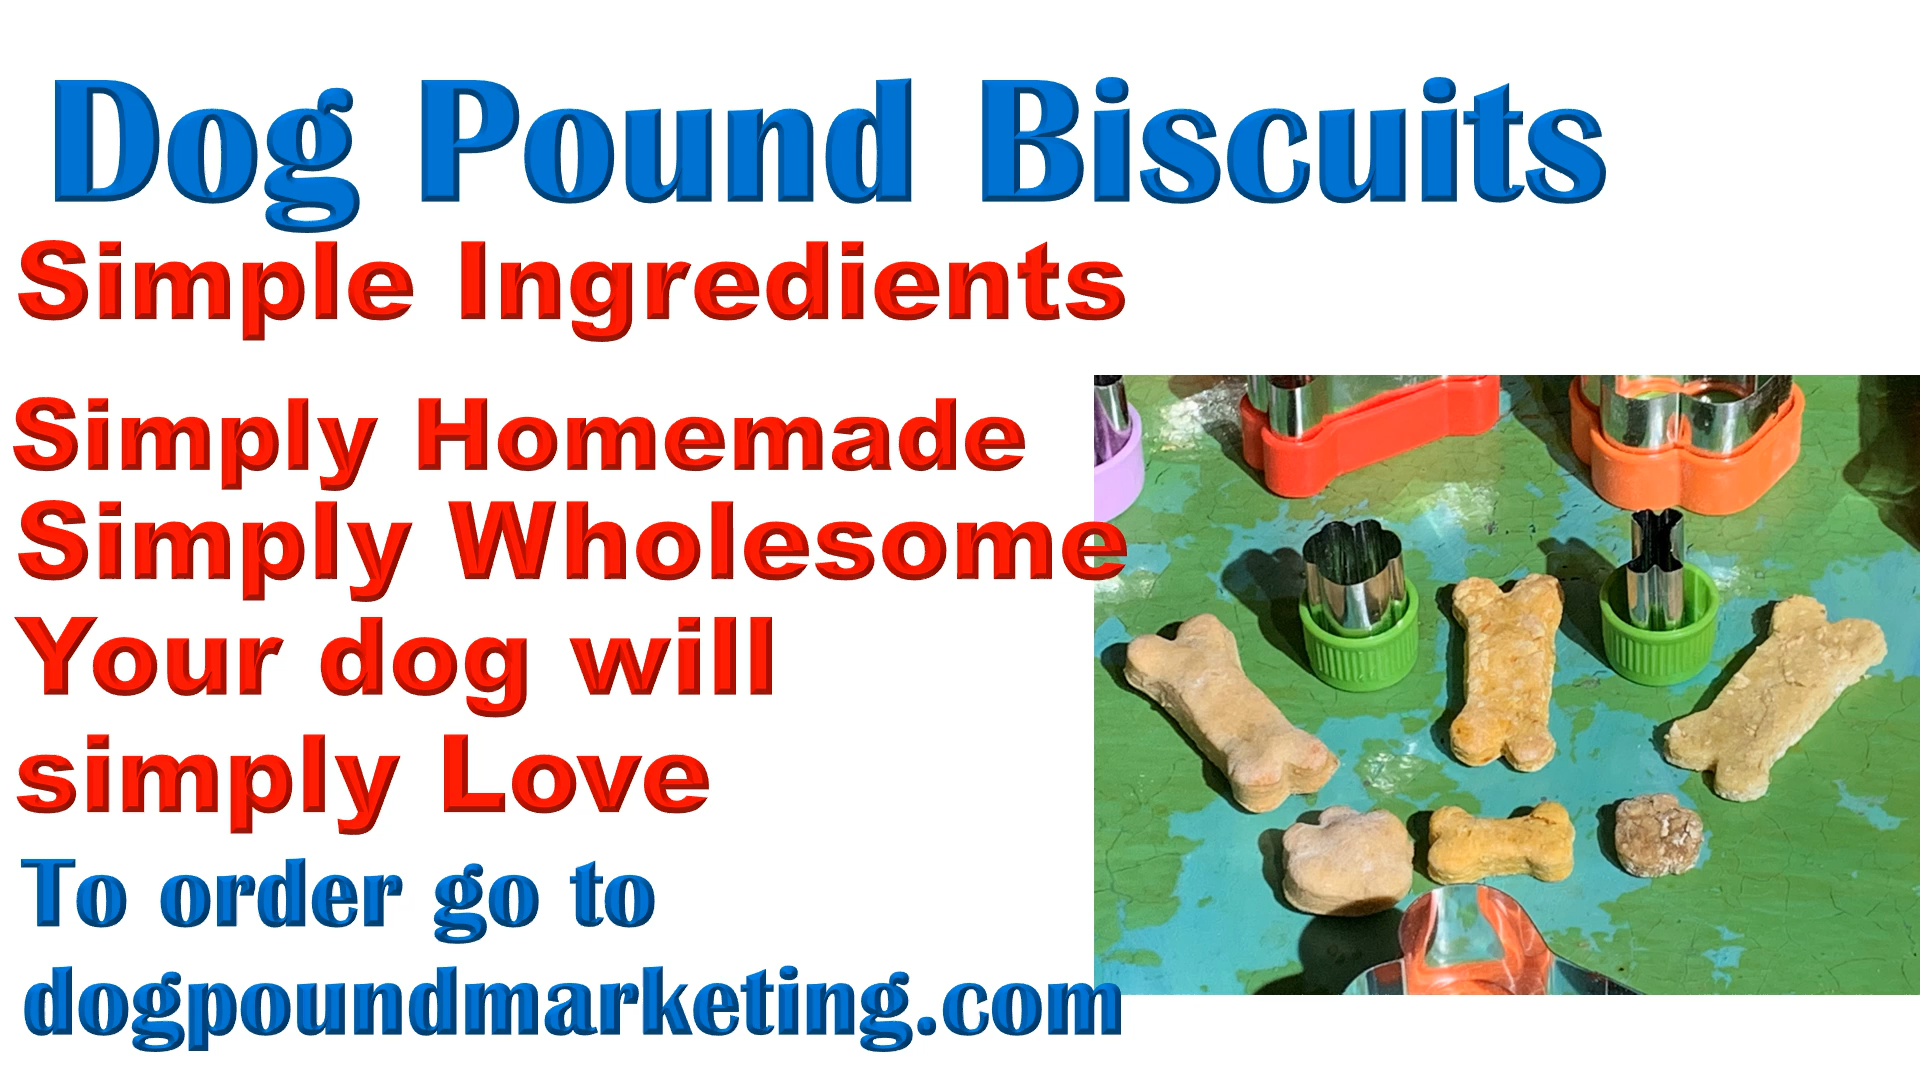 Dog Pound Biscuits
Simple Ingredients
Simply Homemade
Simply Wholesome
Your dog will
simply Love
To order go to
dogpoundmarketing.com